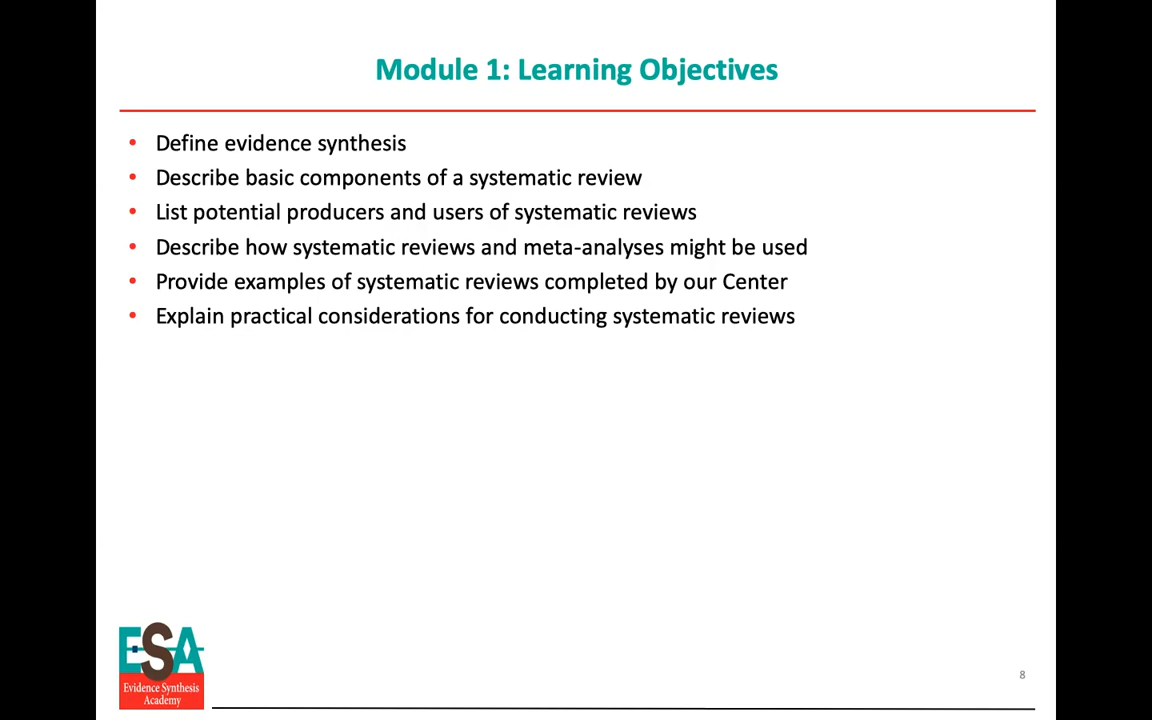 Module 1: Learning Objectives
• Define evidence synthesis
• Describe basic components of a systematic review
• List potential producers and users of systematic reviews
• Describe how systematic reviews and meta-analyses might be used
• Provide examples of systematic reviews completed by our Center
• Explain practical considerations for conducting systematic reviews
ESA
Evidence Synthesis
Academy
8